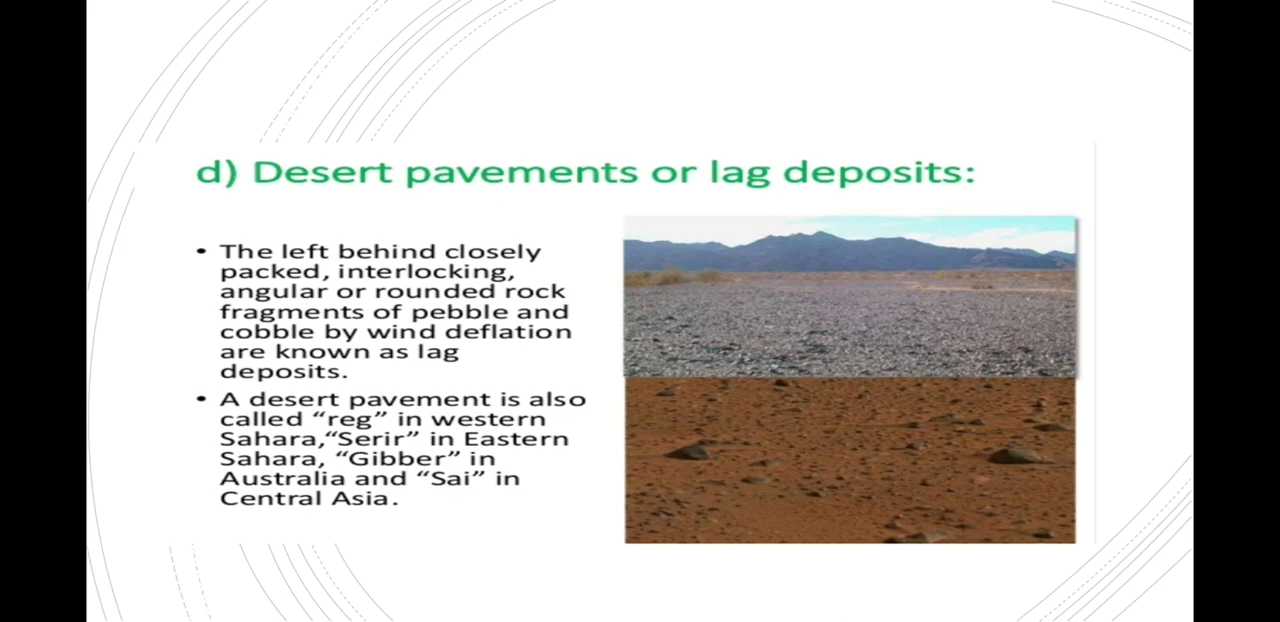 d) Desert pavements or lag deposits:
• The left behind closely
packed, interlocking,
angular or rounded rock
fragments of pebble and
cobble by wind deflation
are known as lag
deposits.
• A desert pavement is also
called “reg” in western
Sahara,“Serir” in Eastern
Sahara, “Gibber” in
Australia and “Sai” in
Central Asia.